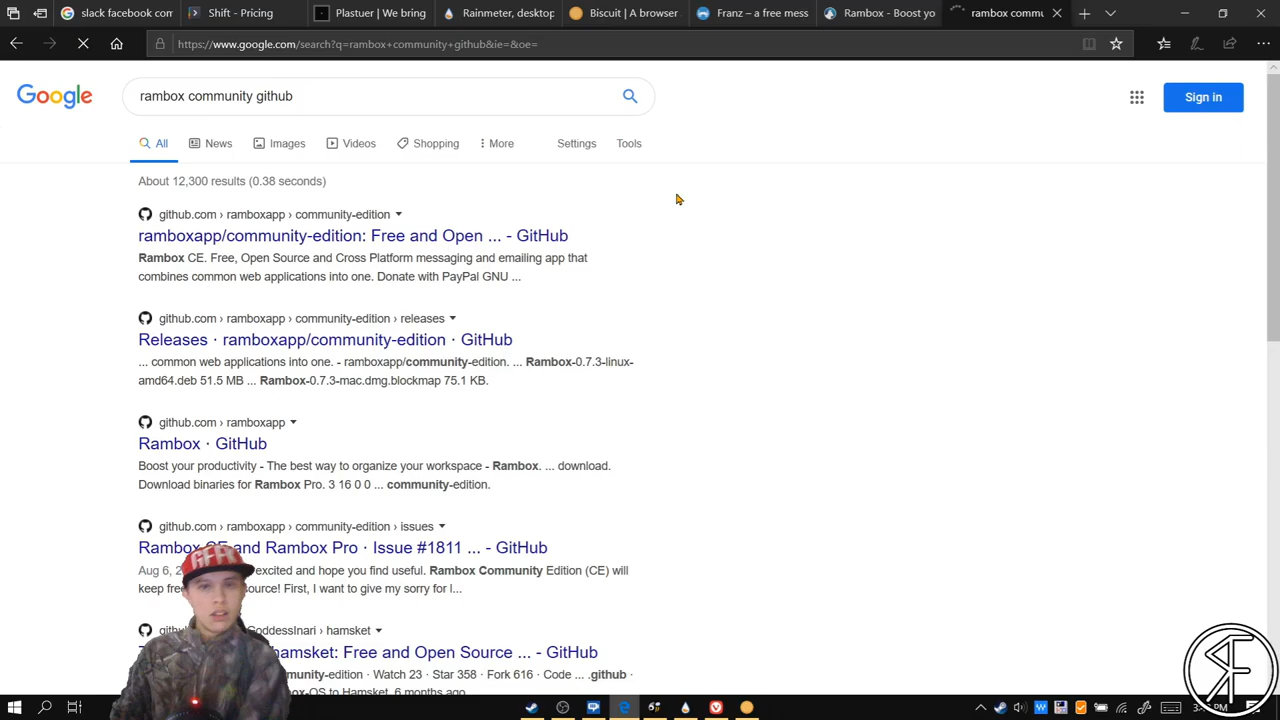 slack facebook com
Shift - Pricing
Plastuer | We bring
Rainmeter, desktop
Biscuit | A browser
Franz – a free mess
Rambox - Boost yo
rambox commu
https://www.google.com/search?q=rambox+community+github&ie=&oe=
Google
rambox community github
Sign in
All
News
Images
Videos
Shopping
More
Settings
Tools
About 12,300 results (0.38 seconds)
github.com › ramboxapp › community-edition
ramboxapp/community-edition: Free and Open ... - GitHub
Rambox CE. Free, Open Source and Cross Platform messaging and emailing app that
combines common web applications into one. Donate with PayPal GNU ...
github.com › ramboxapp › community-edition › releases
Releases · ramboxapp/community-edition · GitHub
... common web applications into one. - ramboxapp/community-edition. ... Rambox-0.7.3-linux-
amd64.deb 51.5 MB ... Rambox-0.7.3-mac.dmg.blockmap 75.1 KB.
github.com › ramboxapp
Rambox · GitHub
Boost your productivity - The best way to organize your workspace - Rambox. ... download.
Download binaries for Rambox Pro. 3 16 0 0 ... community-edition.
github.com › ramboxapp › community-edition › issues
Rambox CE and Rambox Pro · Issue #1811 ... - GitHub
Aug 6, 2 excited and hope you find useful. Rambox Community Edition (CE) will
keep free ource! First, I want to give my sorry for l...
GoddessInari › hamsket
hamsket: Free and Open Source ... - GitHub
munity-edition · Watch 23 · Star 358 · Fork 616 · Code ... .github ·
box-OS to Hamsket. 6 months ago.